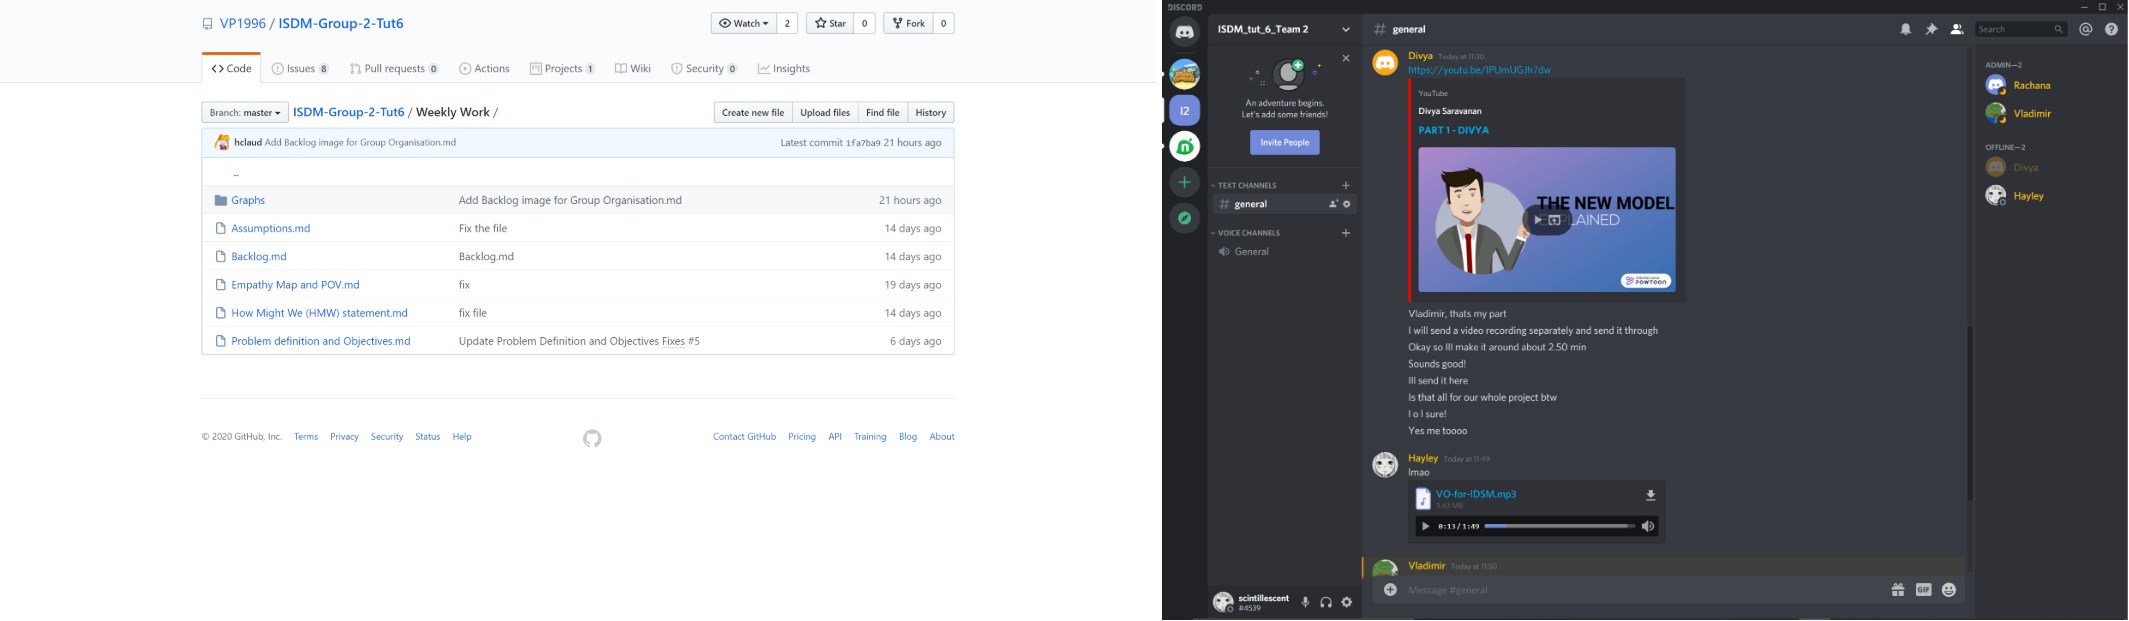 VP1996 / ISDM-Group-2-Tut6
Watch 2 Star 0 Fork 0
Code Issues 8 Pull requests 0 Actions Projects 1 Wiki Security 0 Insights
Branch: master ISDM-Group-2-Tut6 / Weekly Work / Create new file Upload files Find file History
hclaud Add Backlog image for Group Organisation.md Latest commit 1fa7ba9 21 hours ago
..
Graphs Add Backlog image for Group Organisation.md 21 hours ago
Assumptions.md Fix the file 14 days ago
Backlog.md Backlog.md 14 days ago
Empathy Map and POV.md fix 19 days ago
How Might We (HMW) statement.md fix file 14 days ago
Problem definition and Objectives.md Update Problem Definition and Objectives Fixes #5 6 days ago
© 2020 GitHub, Inc. Terms Privacy Security Status Help Contact GitHub Pricing API Training Blog About
DISCORD
ISDM_tut_6_Team 2
I2
An adventure begins.
Let's add some friends!
Invite People
TEXT CHANNELS
# general
VOICE CHANNELS
General
scintillescent
#4539
# general
Search
Divya Today at 11:30
https://youtu.be/IPUmUGJh7dw
YouTube
Divya Saravanan
PART 1 - DIVYA
THE NEW MODEL
LAINED
POWTOON
Vladimir, thats my part
I will send a video recording separately and send it through
Okay so Ill make it around about 2.50 min
Sounds good!
Ill send it here
Is that all for our whole project btw
I o I sure!
Yes me toooo
Hayley Today at 11:49
lmao
VO-for-IDSM.mp3
3.43 MB
0:13 / 1:49
Vladimir Today at 11:50
Message #general
GIF
ADMIN—2
Rachana
Vladimir
OFFLINE—2
Divya
Hayley